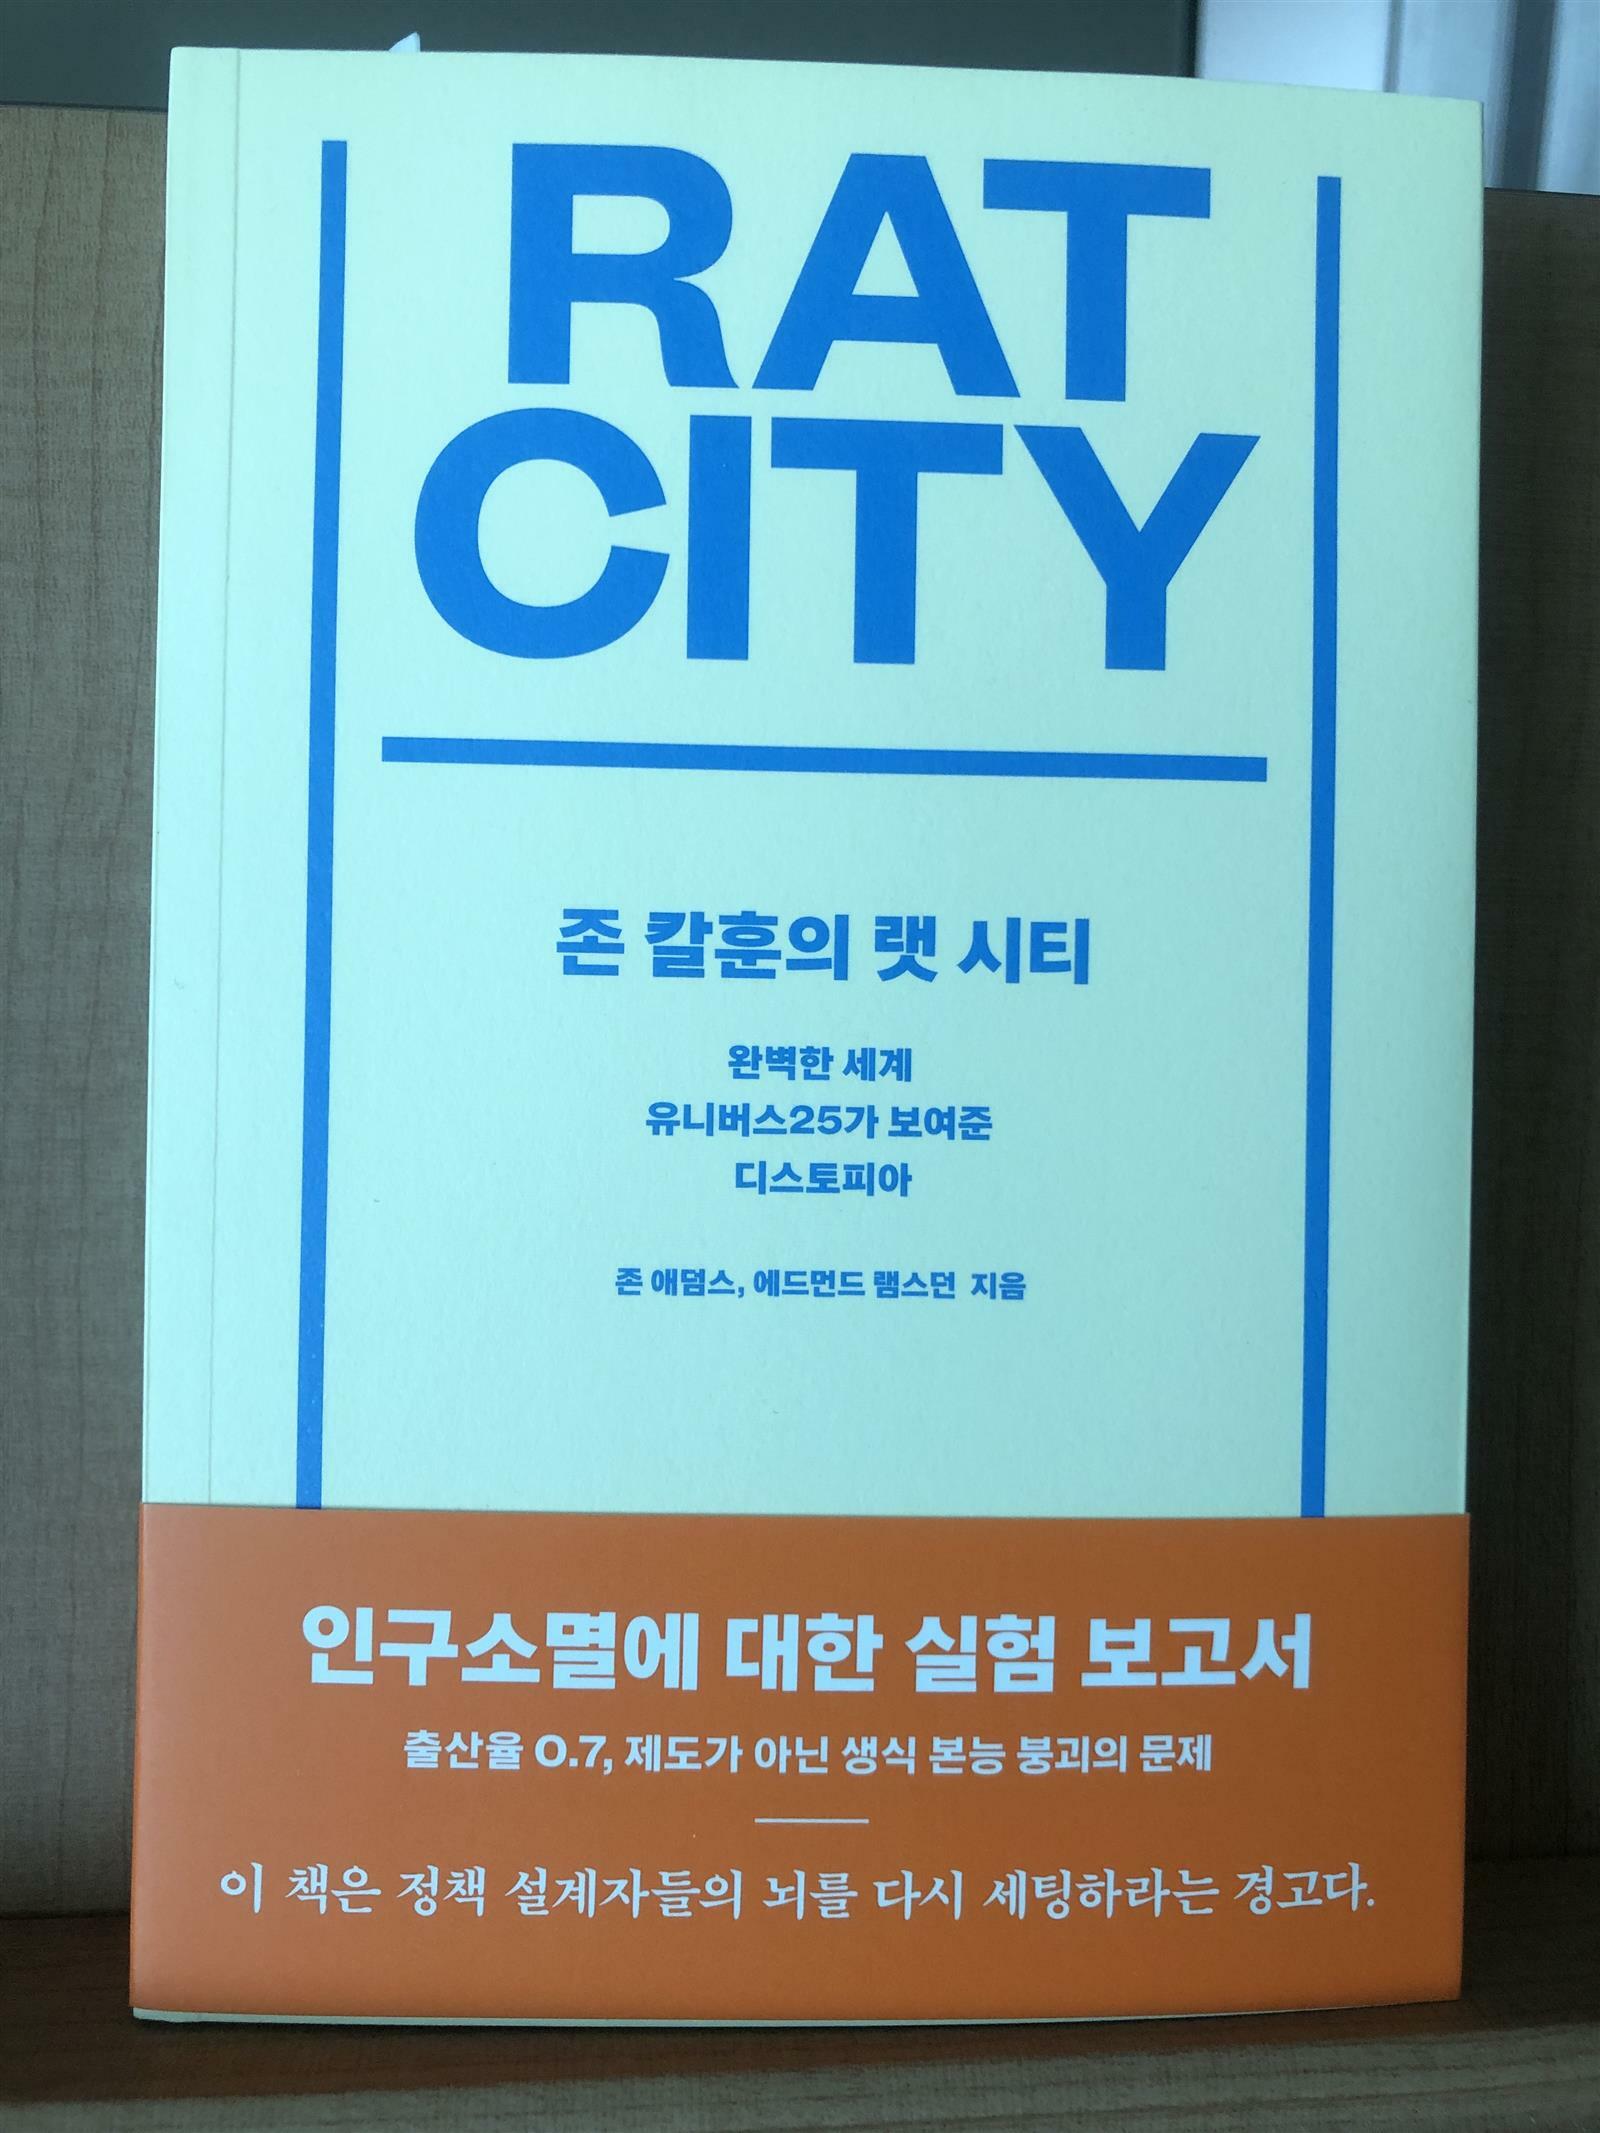 RAT
CITY
존 칼훈의 랫 시티
완벽한 세계
유니버스25가 보여준
디스토피아
존 애덤스, 에드먼드 램스던 지음
인구소멸에 대한 실험 보고서
출산율 0.7, 제도가 아닌 생식 본능 붕괴의 문제
이 책은 정책 설계자들의 뇌를 다시 세팅하라는 경고다.